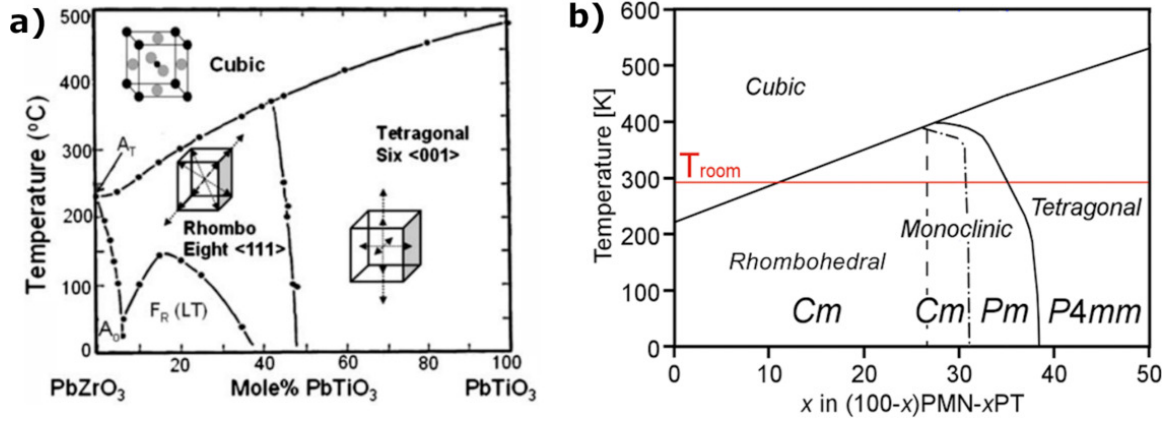 a)
500
400
300
200
100
0
Temperature (ºC)
Cubic
A_T
Rhombo
Eight <111>
Tetragonal
Six <001>
F_R (LT)
A_O
20
40
60
80
100
PbZrO₃
Mole% PbTiO₃
PbTiO₃
b)
600
500
400
300
200
100
0
Temperature [K]
Cubic
T_room
Tetragonal
Monoclinic
Rhombohedral
Cm
Cm
Pm
P4mm
0
10
20
30
40
50
x in (100-x)PMN-xPT